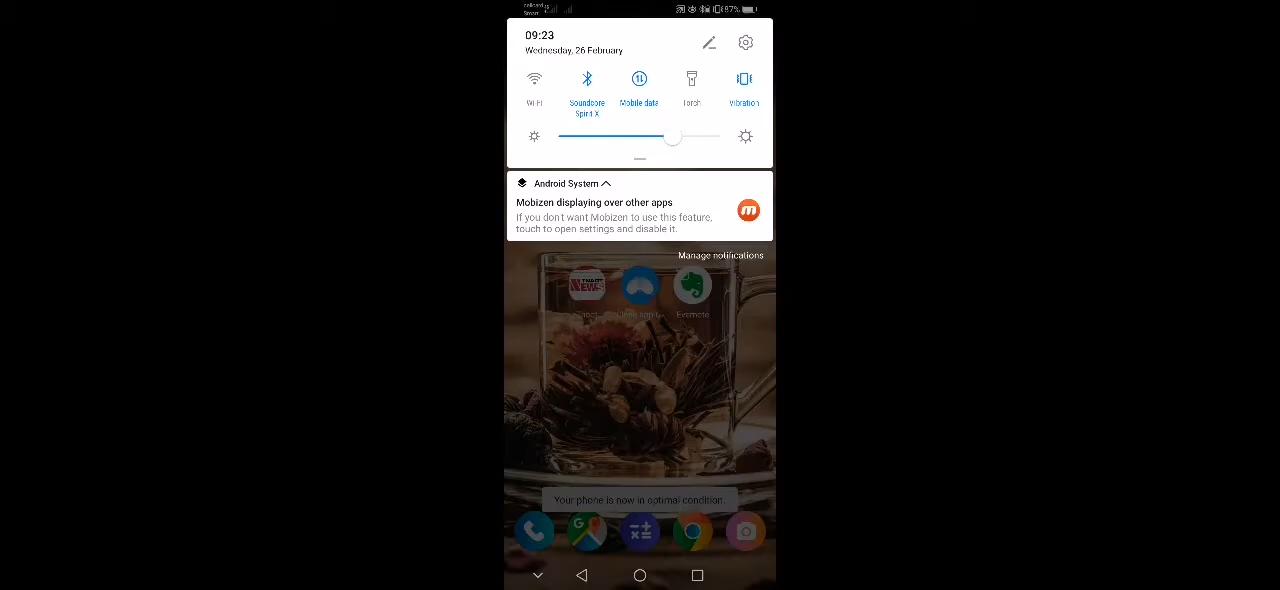 Smart
87%
09:23
Wednesday, 26 February
Wi-Fi
Soundcore
Spirit X
Mobile data
Torch
Vibration
Android System
Mobizen displaying over other apps
If you don't want Mobizen to use this feature,
touch to open settings and disable it.
Manage notifications
NEWS
Evernote
Your phone is now in optimal condition.